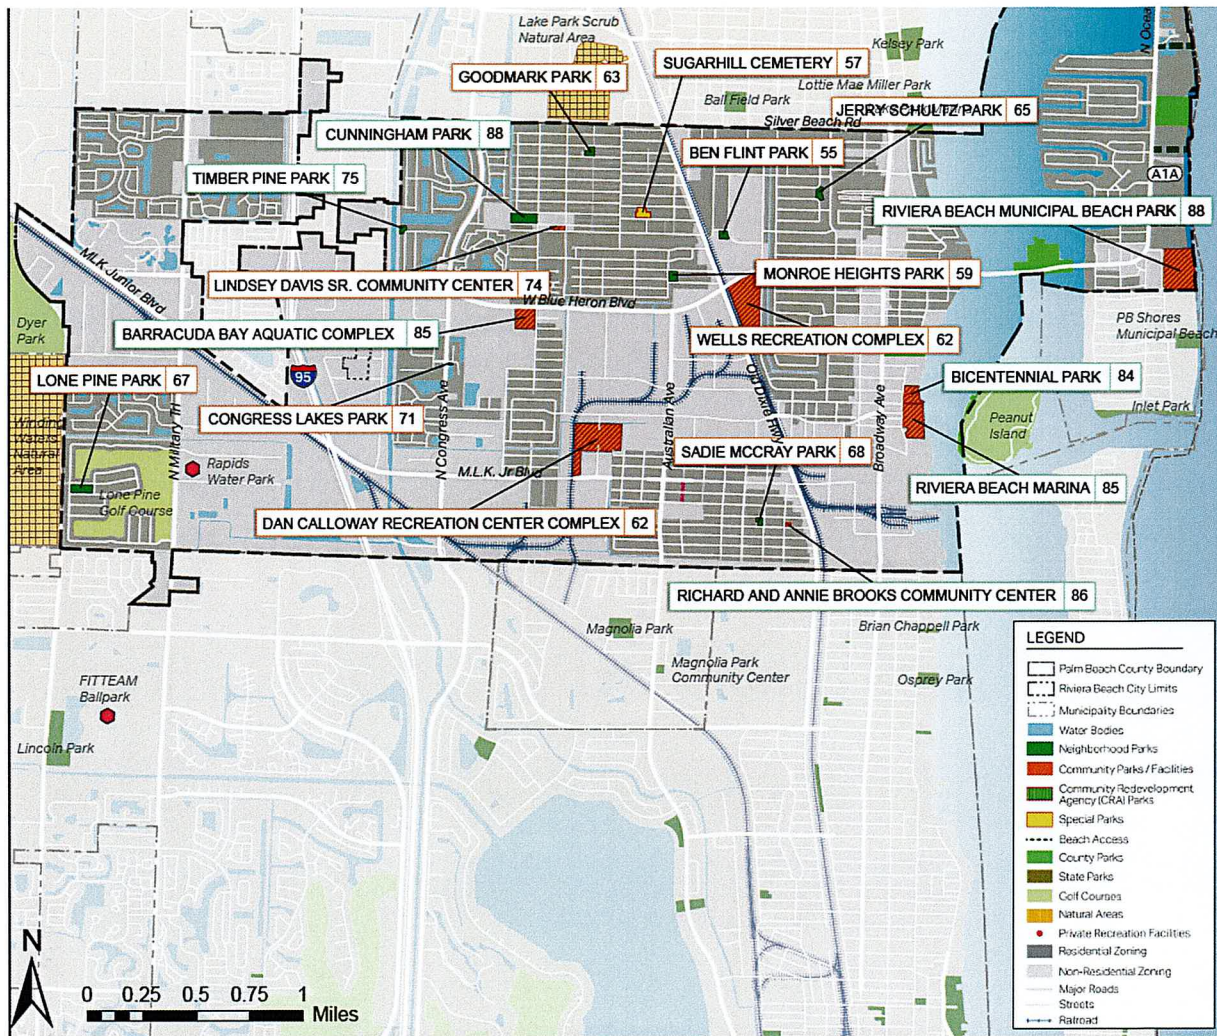 Lake Park Scrub
Natural Area
Kelsey Park
SUGARHILL CEMETERY 57
GOODMARK PARK 63
Lottie Mae Miller Park
Ball Field Park
JERRY SCHULTZ PARK 65
Silver Beach Rd
N Ocean
CUNNINGHAM PARK 88
BEN FLINT PARK 55
TIMBER PINE PARK 75
A1A
RIVIERA BEACH MUNICIPAL BEACH PARK 88
MLK Junior Blvd
LINDSEY DAVIS SR. COMMUNITY CENTER 74
MONROE HEIGHTS PARK 59
W Blue Heron Blvd
Dyer
Park
BARRACUDA BAY AQUATIC COMPLEX 85
WELLS RECREATION COMPLEX 62
PB Shores
Municipal Beach
LONE PINE PARK 67
95
N Military Trl
N Congress Ave
Australian Ave
Old Dixie Hwy
Broadway Ave
BICENTENNIAL PARK 84
CONGRESS LAKES PARK 71
Inlet Park
Peanut
Island
Winding
Waters
Natural
Area
Rapids
Water Park
M.L.K. Jr Blvd
SADIE MCCRAY PARK 68
RIVIERA BEACH MARINA 85
Lone Pine
Golf Course
DAN CALLOWAY RECREATION CENTER COMPLEX 62
RICHARD AND ANNIE BROOKS COMMUNITY CENTER 86
Magnolia Park
Brian Chappell Park
Magnolia Park
Community Center
Osprey Park
FITTEAM
Ballpark
Lincoln Park
LEGEND
Palm Beach County Boundary
Riviera Beach City Limits
Municipality Boundaries
Water Bodies
Neighborhood Parks
Community Parks / Facilities
Community Redevelopment
Agency (CRA) Parks
Special Parks
Beach Access
County Parks
State Parks
Golf Courses
Natural Areas
Private Recreation Facilities
Residential Zoning
Non-Residential Zoning
Major Roads
Streets
Railroad
N
0 0.25 0.5 0.75 1
Miles